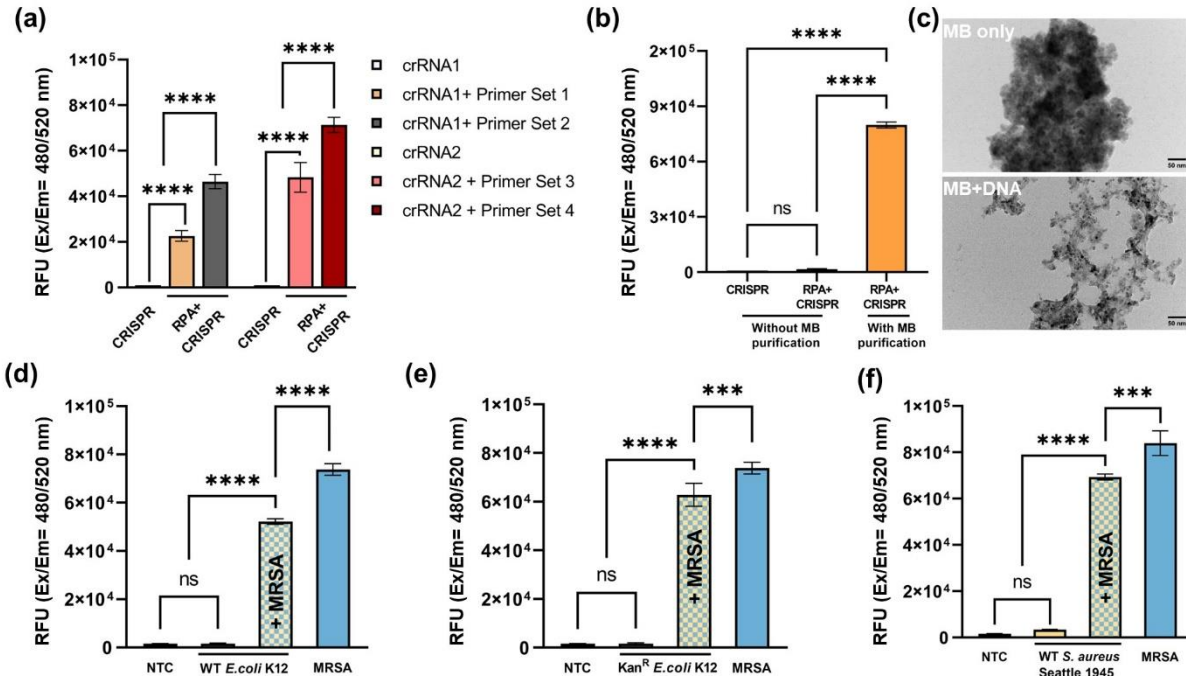 (a)
RFU (Ex/Em= 480/520 nm)
1×10⁵
8×10⁴
6×10⁴
4×10⁴
2×10⁴
0
****
****
****
****
CRISPR
RPA+
CRISPR
CRISPR
RPA+
CRISPR
crRNA1
crRNA1+ Primer Set 1
crRNA1+ Primer Set 2
crRNA2
crRNA2 + Primer Set 3
crRNA2 + Primer Set 4
(b)
RFU (Ex/Em= 480/520 nm)
2×10⁵
9×10⁴
6×10⁴
3×10⁴
0
****
****
ns
CRISPR
RPA+
CRISPR
RPA+
CRISPR
Without MB
purification
With MB
purification
(c)
MB only
50 nm
MB+DNA
50 nm
(d)
RFU (Ex/Em= 480/520 nm)
1×10⁵
8×10⁴
6×10⁴
4×10⁴
2×10⁴
0
****
****
ns
+ MRSA
NTC
WT E.coli K12
MRSA
(e)
RFU (Ex/Em= 480/520 nm)
1×10⁵
8×10⁴
6×10⁴
4×10⁴
2×10⁴
0
***
****
ns
+ MRSA
NTC
Kanᴿ E.coli K12
MRSA
(f)
RFU (Ex/Em= 480/520 nm)
1×10⁵
8×10⁴
6×10⁴
4×10⁴
2×10⁴
0
***
****
ns
+ MRSA
NTC
WT S. aureus
Seattle 1945
MRSA